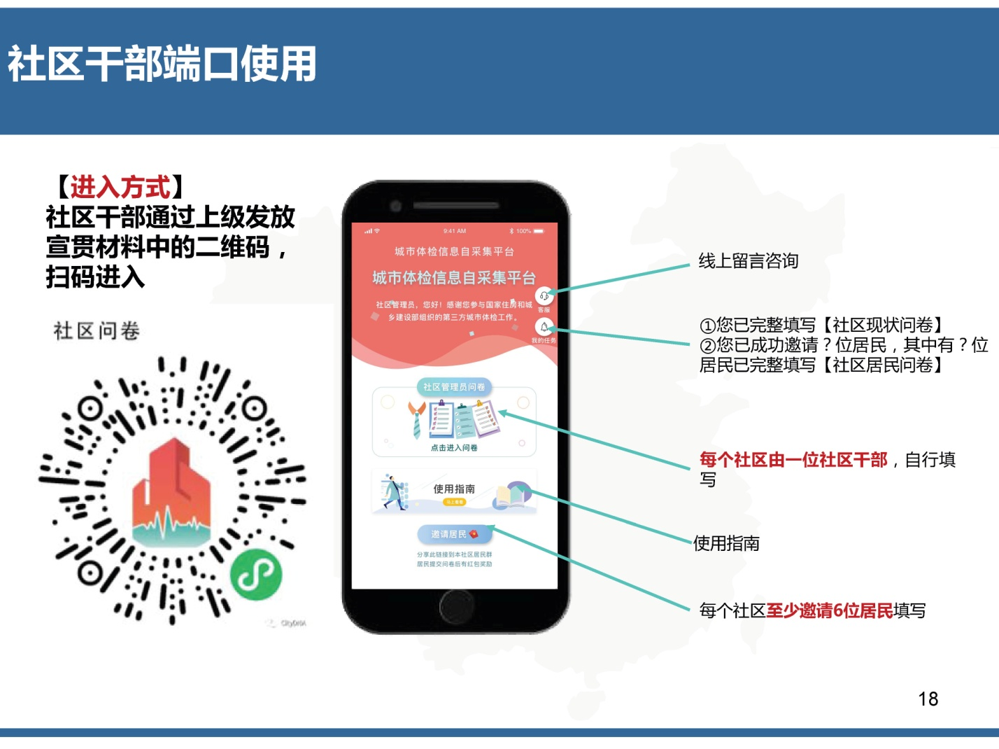 社区干部端口使用
【进入方式】
社区干部通过上级发放
宣贯材料中的二维码，
扫码进入
社区问卷
CityDNA
9:41 AM
100%
城市体检信息自采集平台
城市体检信息自采集平台
社区管理员，您好！感谢您参与国家住房和城
乡建设部组织的第三方城市体检工作。
客服
我的任务
社区管理员问卷
点击进入问卷
使用指南
马上查看
邀请居民
分享此链接到本社区居民群
居民提交问卷后有红包奖励
线上留言咨询
①您已完整填写【社区现状问卷】
②您已成功邀请？位居民，其中有？位
居民已完整填写【社区居民问卷】
每个社区由一位社区干部，自行填
写
使用指南
每个社区至少邀请6位居民填写
18